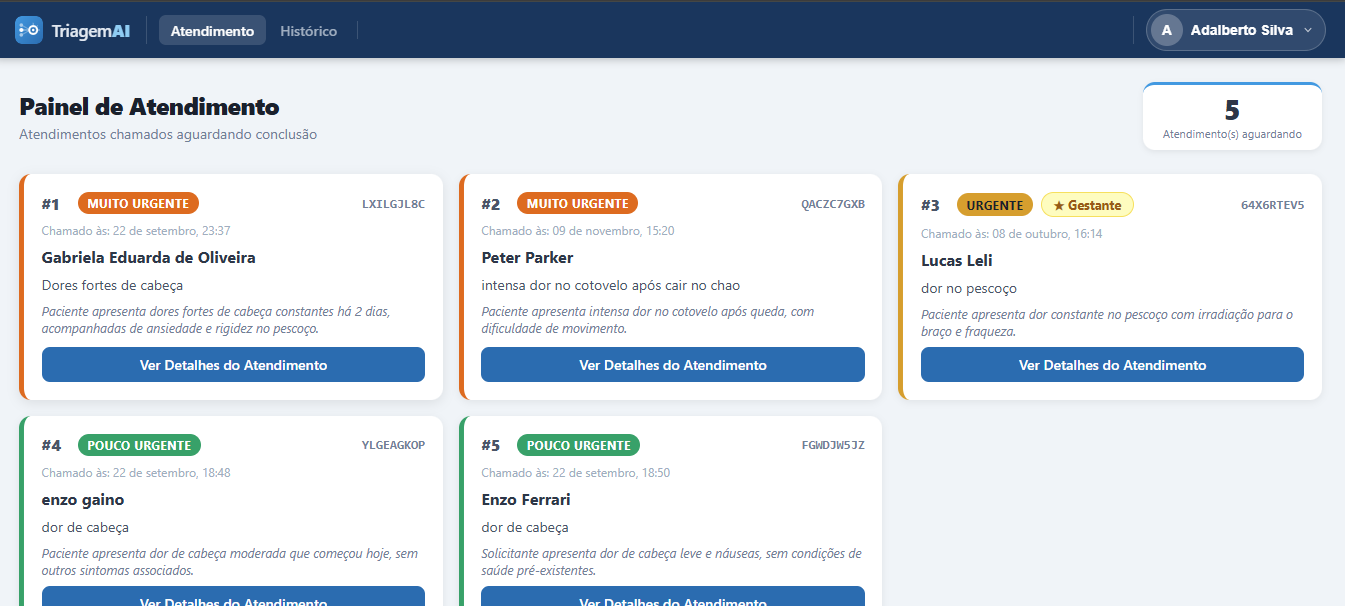 TriagemAI
Atendimento
Histórico
A
Adalberto Silva
Painel de Atendimento
Atendimentos chamados aguardando conclusão
5
Atendimento(s) aguardando
#1 MUITO URGENTE LXILGJL8C
Chamado às: 22 de setembro, 23:37
Gabriela Eduarda de Oliveira
Dores fortes de cabeça
Paciente apresenta dores fortes de cabeça constantes há 2 dias,
acompanhadas de ansiedade e rigidez no pescoço.
Ver Detalhes do Atendimento
#2 MUITO URGENTE QACZC7GXB
Chamado às: 09 de novembro, 15:20
Peter Parker
intensa dor no cotovelo após cair no chao
Paciente apresenta intensa dor no cotovelo após queda, com
dificuldade de movimento.
Ver Detalhes do Atendimento
#3 URGENTE ★ Gestante 64X6RTEV5
Chamado às: 08 de outubro, 16:14
Lucas Leli
dor no pescoço
Paciente apresenta dor constante no pescoço com irradiação para o
braço e fraqueza.
Ver Detalhes do Atendimento
#4 POUCO URGENTE YLGEAGKOP
Chamado às: 22 de setembro, 18:48
enzo gaino
dor de cabeça
Paciente apresenta dor de cabeça moderada que começou hoje, sem
outros sintomas associados.
Ver Detalhes do Atendimento
#5 POUCO URGENTE FGWDJW5JZ
Chamado às: 22 de setembro, 18:50
Enzo Ferrari
dor de cabeça
Solicitante apresenta dor de cabeça leve e náuseas, sem condições de
saúde pré-existentes.
Ver Detalhes do Atendimento